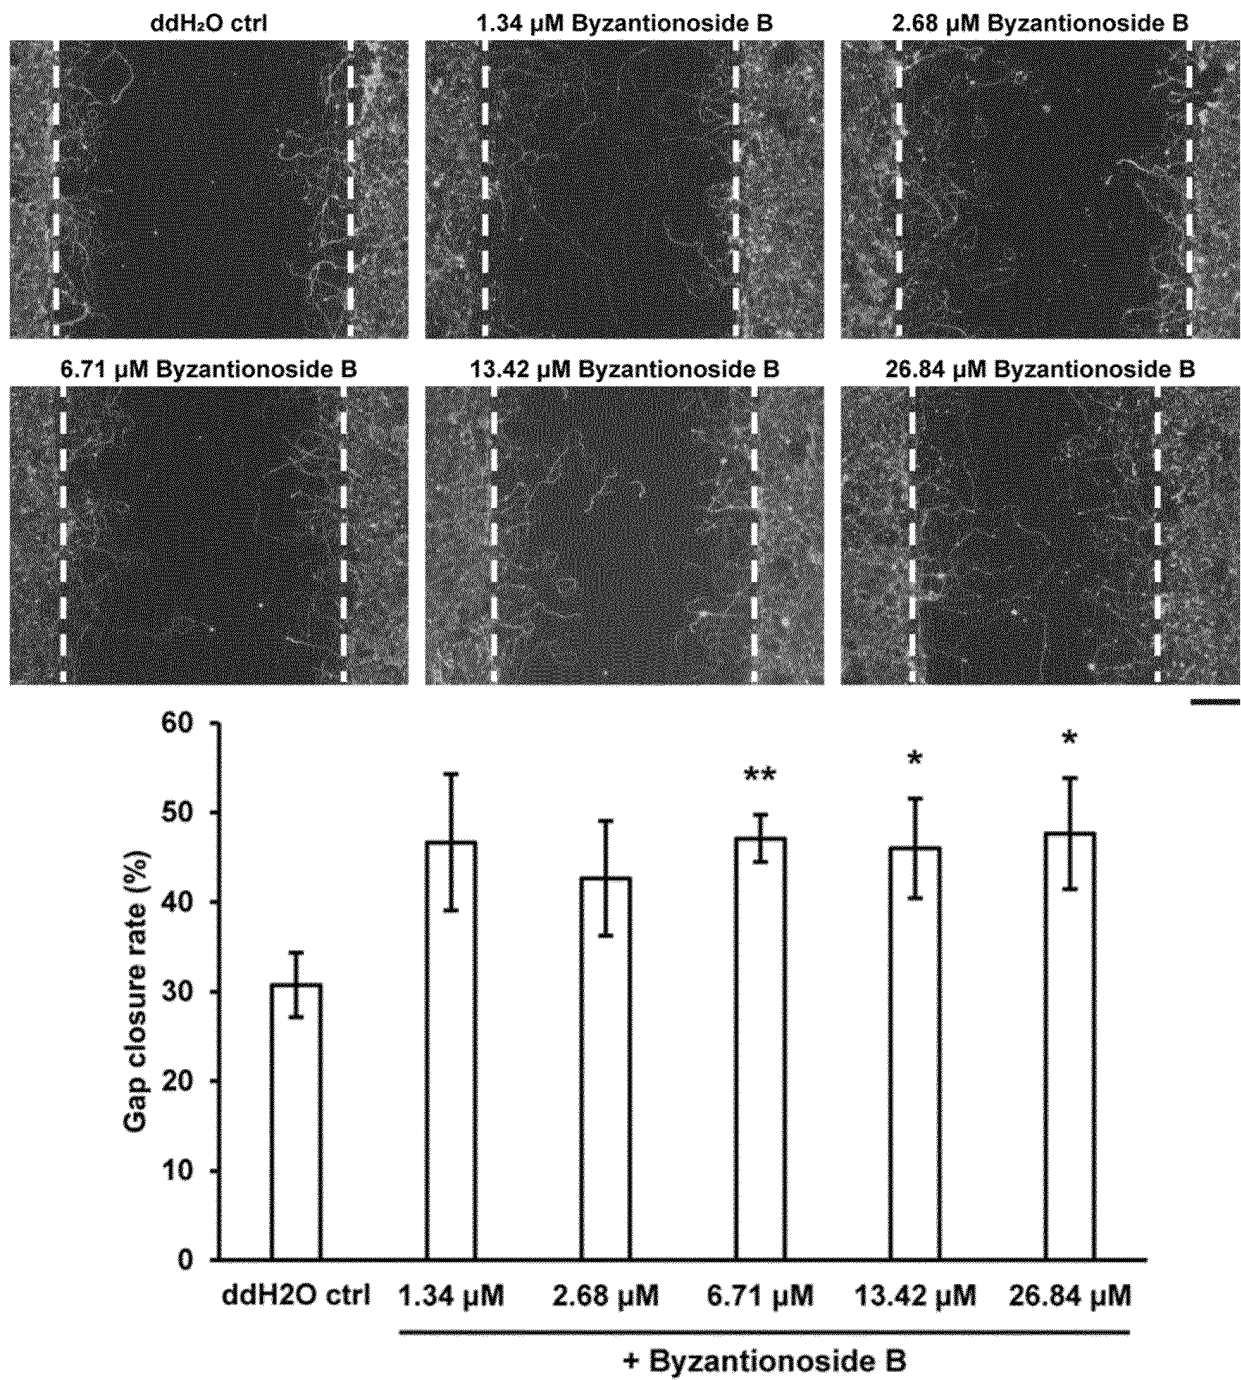 ddH₂O ctrl
1.34 µM Byzantionoside B
2.68 µM Byzantionoside B
6.71 µM Byzantionoside B
13.42 µM Byzantionoside B
26.84 µM Byzantionoside B
60
50
40
30
20
10
0
Gap closure rate (%)
**
*
*
ddH2O ctrl
1.34 µM
2.68 µM
6.71 µM
13.42 µM
26.84 µM
+ Byzantionoside B